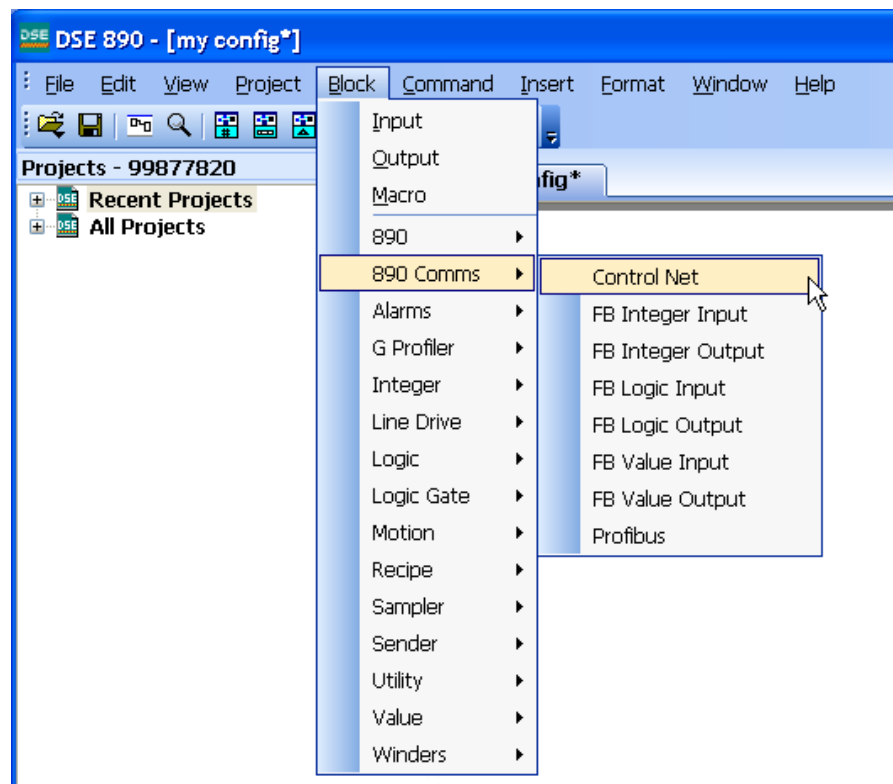 DSE 890 - [my config*]
File Edit View Project Block Command Insert Format Window Help
Projects - 99877820
Recent Projects
All Projects
fig*
Input
Output
Macro
890
890 Comms
Alarms
G Profiler
Integer
Line Drive
Logic
Logic Gate
Motion
Recipe
Sampler
Sender
Utility
Value
Winders
Control Net
FB Integer Input
FB Integer Output
FB Logic Input
FB Logic Output
FB Value Input
FB Value Output
Profibus